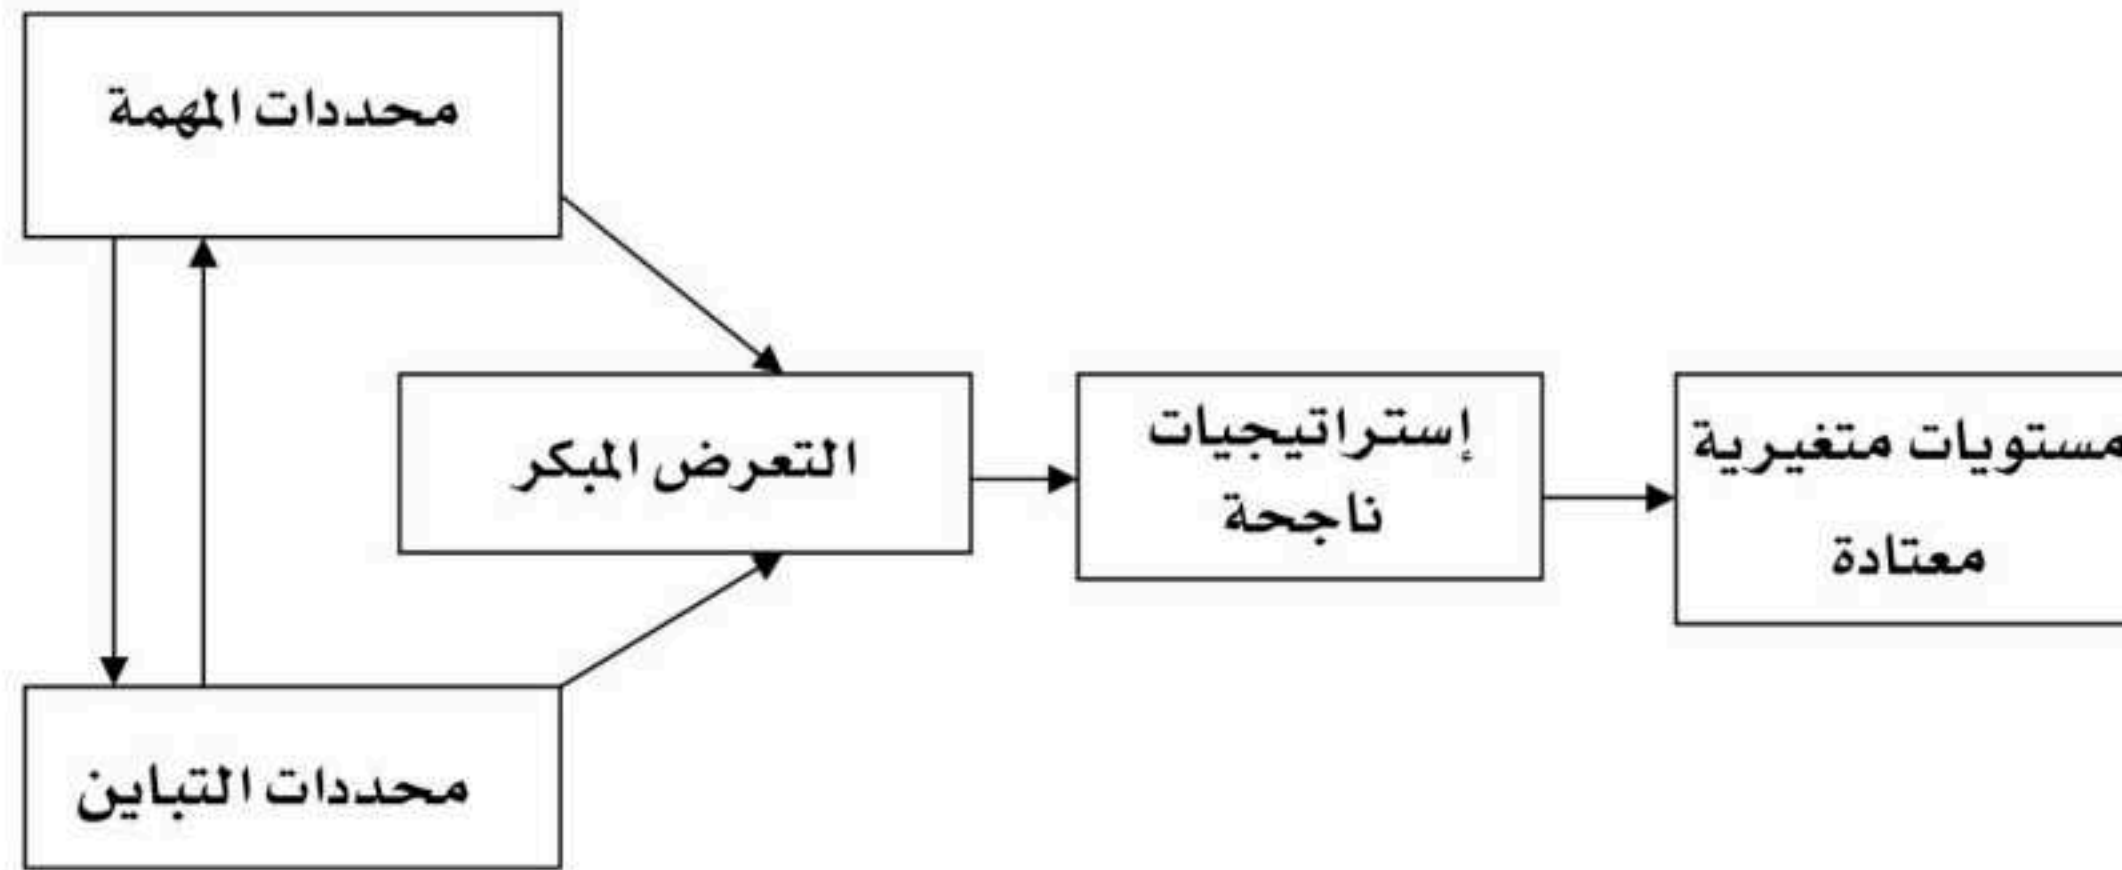 محددات المهمة
التعرض المبكر
إستراتيجيات
ناجحة
مستويات متغيرية
معتادة
محددات التباين